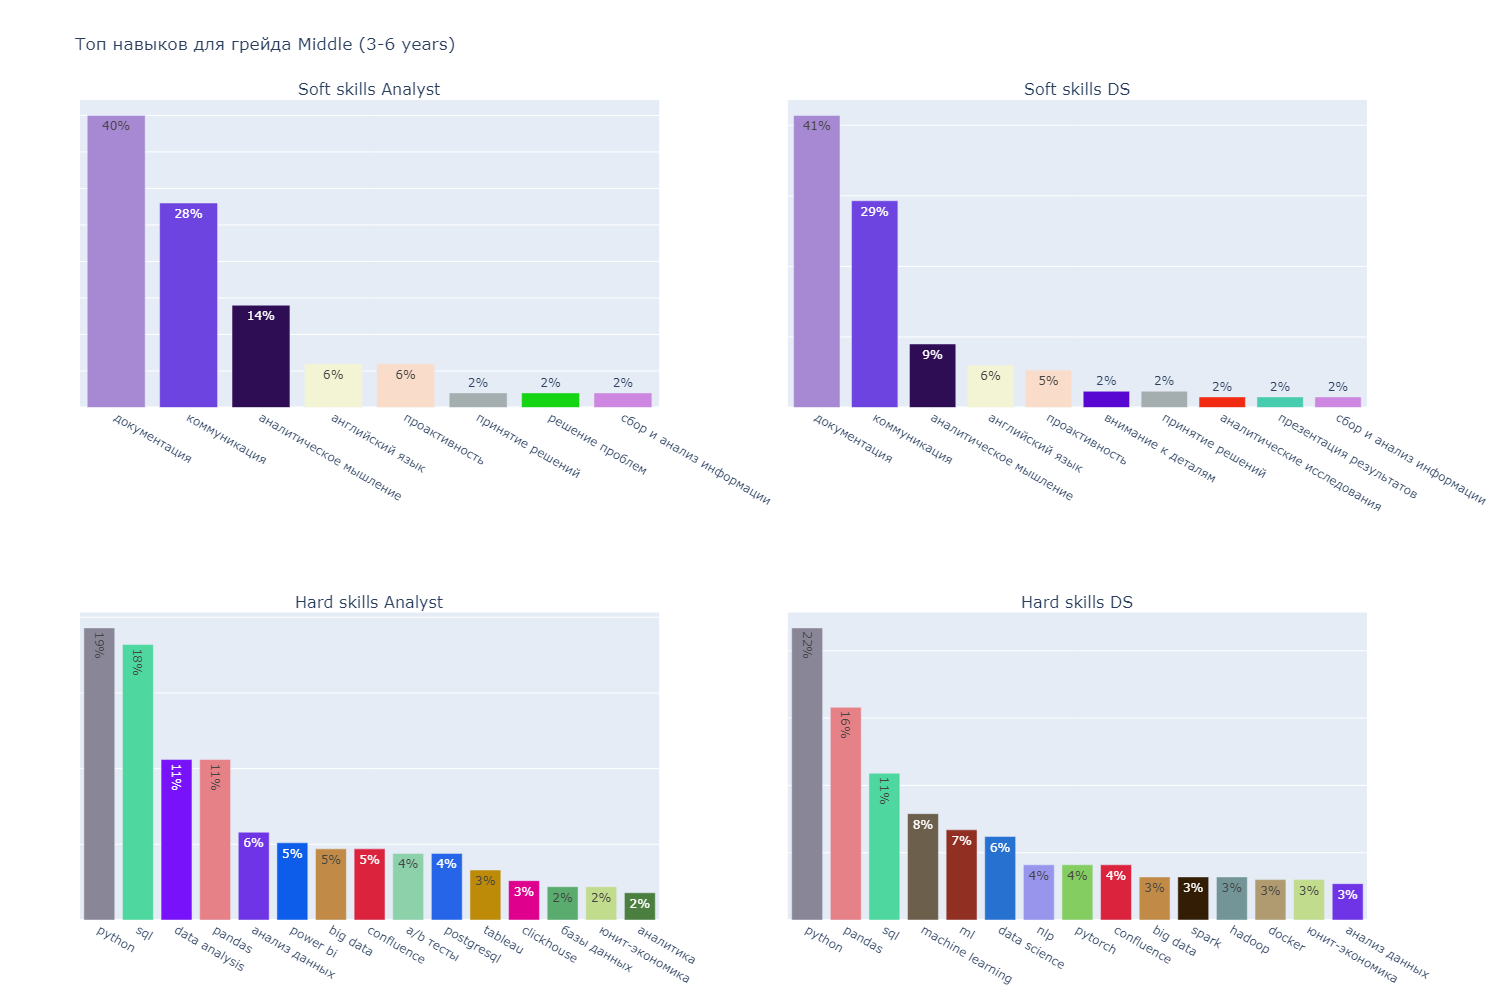 Топ навыков для грейда Middle (3-6 years)
Soft skills Analyst
40%
28%
14%
6%
6%
2%
2%
2%
документация
коммуникация
аналитическое мышление
английский язык
проактивность
принятие решений
решение проблем
сбор и анализ информации
Soft skills DS
41%
29%
9%
6%
5%
2%
2%
2%
2%
2%
документация
коммуникация
аналитическое мышление
английский язык
проактивность
внимание к деталям
принятие решений
аналитические исследования
презентация результатов
сбор и анализ информации
Hard skills Analyst
19%
18%
11%
11%
6%
5%
5%
5%
4%
4%
3%
3%
2%
2%
2%
python
sql
data analysis
pandas
анализ данных
power bi
big data
confluence
a/b тесты
postgresql
tableau
clickhouse
базы данных
юнит-экономика
аналитика
Hard skills DS
22%
16%
11%
8%
7%
6%
4%
4%
4%
3%
3%
3%
3%
3%
3%
python
pandas
sql
machine learning
ml
data science
nlp
pytorch
confluence
big data
spark
hadoop
docker
юнит-экономика
анализ данных